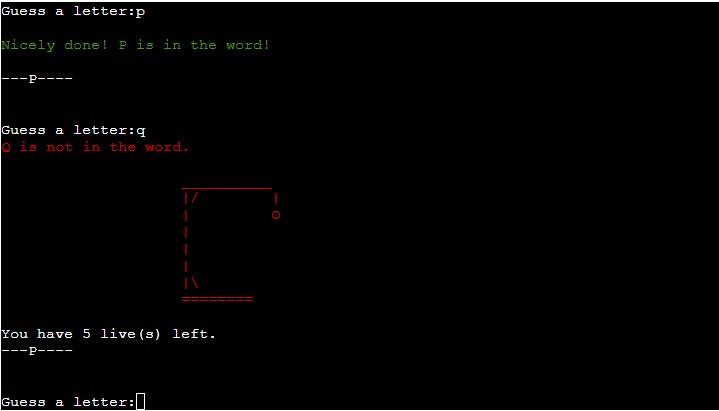 Guess a letter:p
Nicely done! P is in the word!
---P----
Guess a letter:q
Q is not in the word.
__________
|/        |
|         O
|
|
|
|\
========
You have 5 live(s) left.
---P----
Guess a letter: